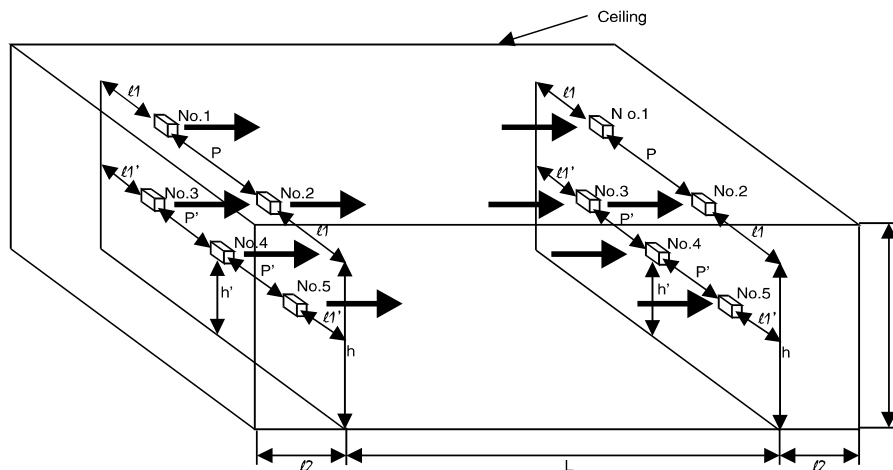 Ceiling
ℓ1
No.1
P
ℓ1'
No.3
No.2
P'
ℓ1
No.4
P'
h'
No.5
ℓ1'
h
ℓ1
N o.1
P
ℓ1'
No.3
No.2
P'
ℓ1
No.4
P'
h'
No.5
ℓ1'
h
ℓ2
L
ℓ2